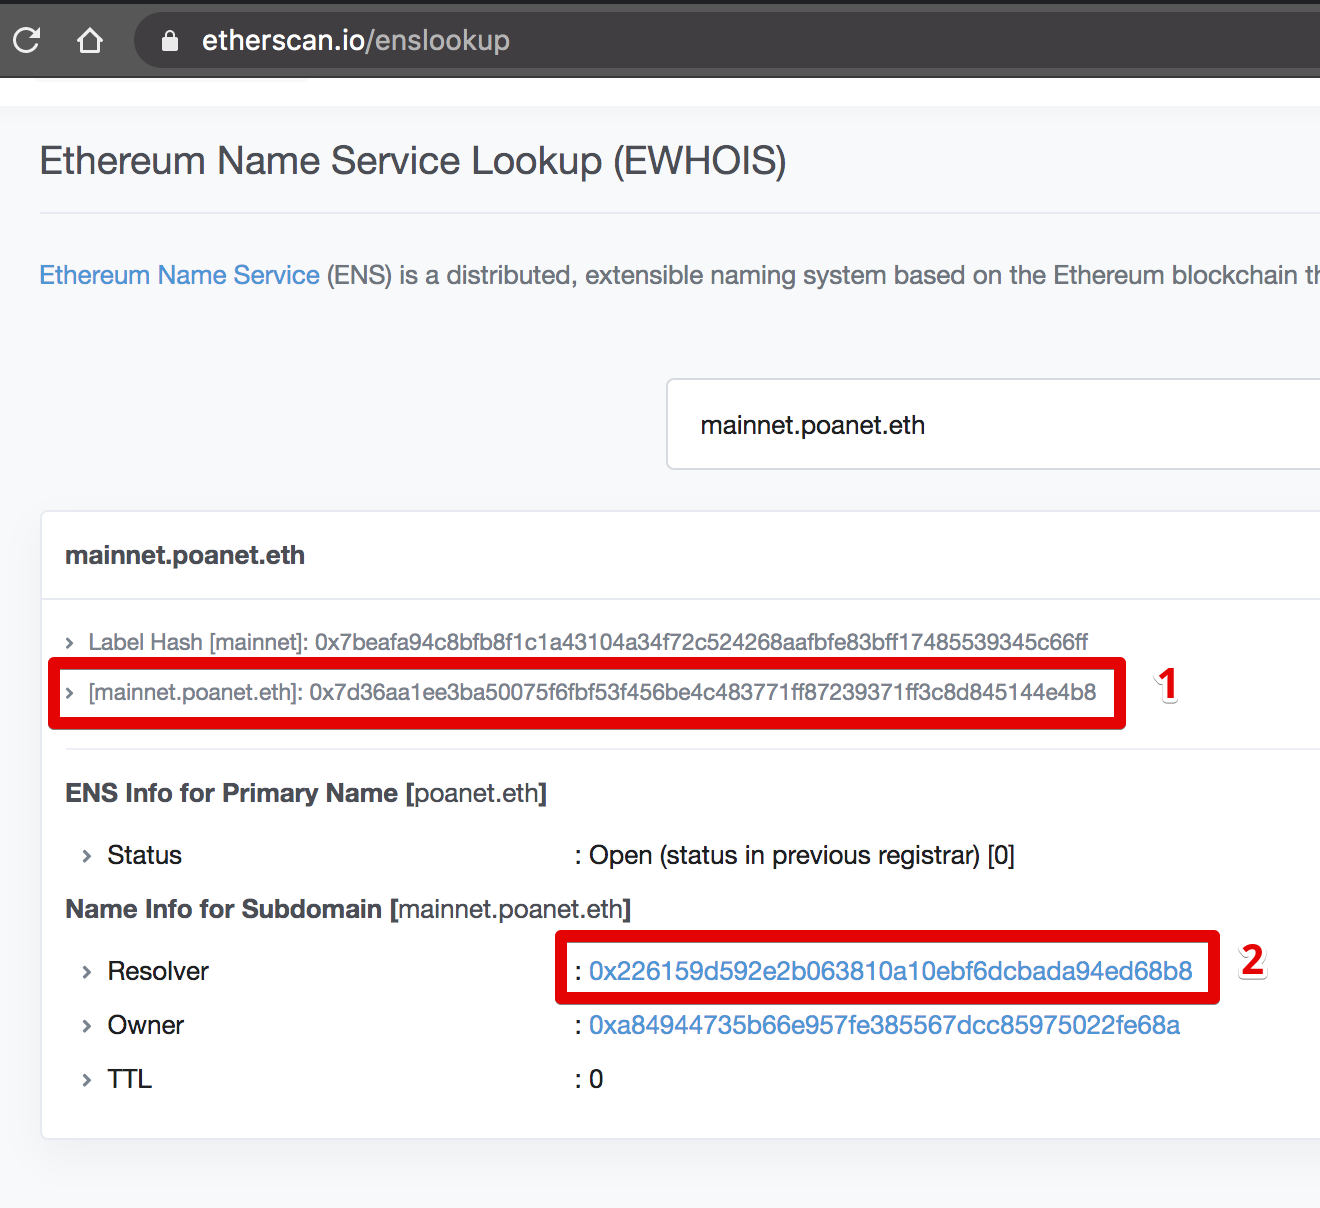 etherscan.io/enslookup
Ethereum Name Service Lookup (EWHOIS)
Ethereum Name Service (ENS) is a distributed, extensible naming system based on the Ethereum blockchain
mainnet.poanet.eth
mainnet.poanet.eth
Label Hash [mainnet]: 0x7beafa94c8bfb8f1c1a43104a34f72c524268aafbfe83bff17485539345c66ff
[mainnet.poanet.eth]: 0x7d36aa1ee3ba50075f6fbf53f456be4c483771ff87239371ff3c8d845144e4b8
1
ENS Info for Primary Name [poanet.eth]
Status : Open (status in previous registrar) [0]
Name Info for Subdomain [mainnet.poanet.eth]
Resolver : 0x226159d592e2b063810a10ebf6dcbada94ed68b8
2
Owner : 0xa84944735b66e957fe385567dcc85975022fe68a
TTL : 0